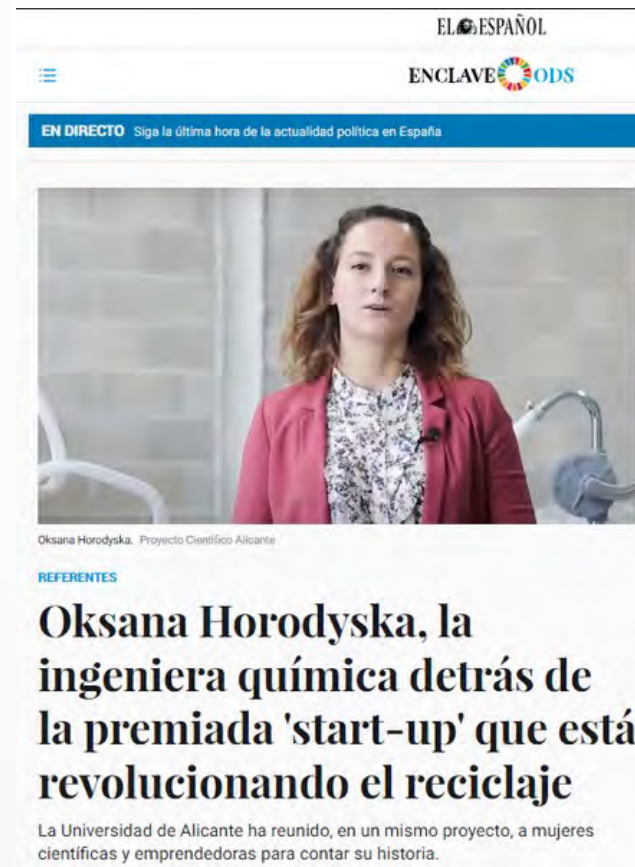 EL ESPAÑOL
ENCLAVE ODS
EN DIRECTO Siga la última hora de la actualidad política en España
Oksana Horodyska. Proyecto Científico Alicante
REFERENTES
Oksana Horodyska, la
ingeniera química detrás de
la premiada 'start-up' que está
revolucionando el reciclaje
La Universidad de Alicante ha reunido, en un mismo proyecto, a mujeres
científicas y emprendedoras para contar su historia.